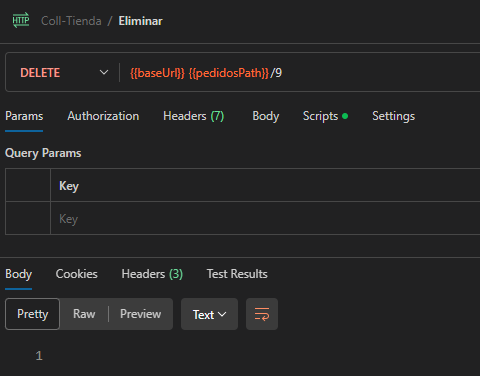 HTTP Coll-Tienda / Eliminar
DELETE {{baseUrl}} {{pedidosPath}}/9
Params Authorization Headers (7) Body Scripts Settings
Query Params
Key
Key
Body Cookies Headers (3) Test Results
Pretty Raw Preview Text
1